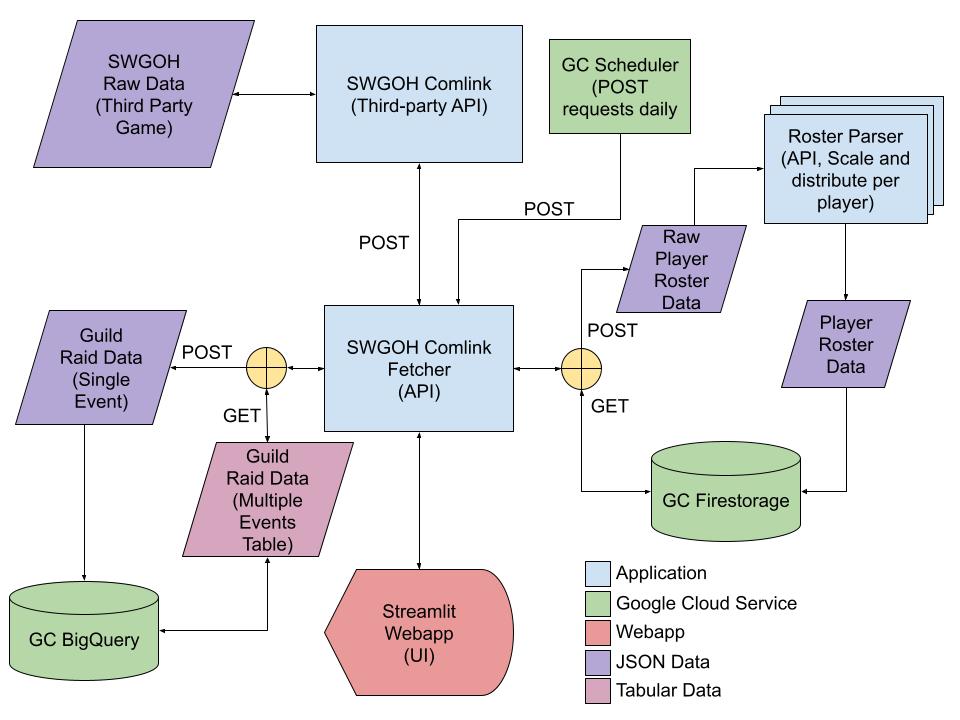 SWGOH
Raw Data
(Third Party
Game)
SWGOH Comlink
(Third-party API)
GC Scheduler
(POST
requests daily
Roster Parser
(API, Scale and
distribute per
player)
POST
POST
Raw
Player
Roster
Data
Guild
Raid Data
(Single
Event)
POST
GET
SWGOH Comlink
Fetcher
(API)
POST
GET
Player
Roster
Data
Guild
Raid Data
(Multiple
Events
Table)
GC Firestorage
GC BigQuery
Streamlit
Webapp
(UI)
Application
Google Cloud Service
Webapp
JSON Data
Tabular Data